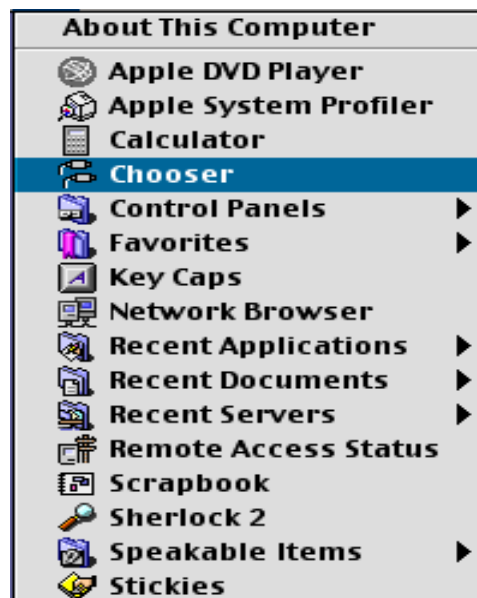 About This Computer
Apple DVD Player
Apple System Profiler
Calculator
Chooser
Control Panels
Favorites
Key Caps
Network Browser
Recent Applications
Recent Documents
Recent Servers
Remote Access Status
Scrapbook
Sherlock 2
Speakable Items
Stickies